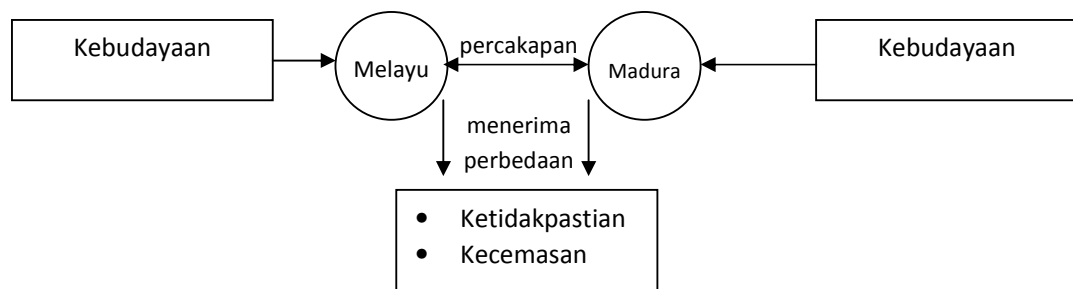 Kebudayaan
Melayu
percakapan
Madura
Kebudayaan
menerima
perbedaan
• Ketidakpastian
• Kecemasan